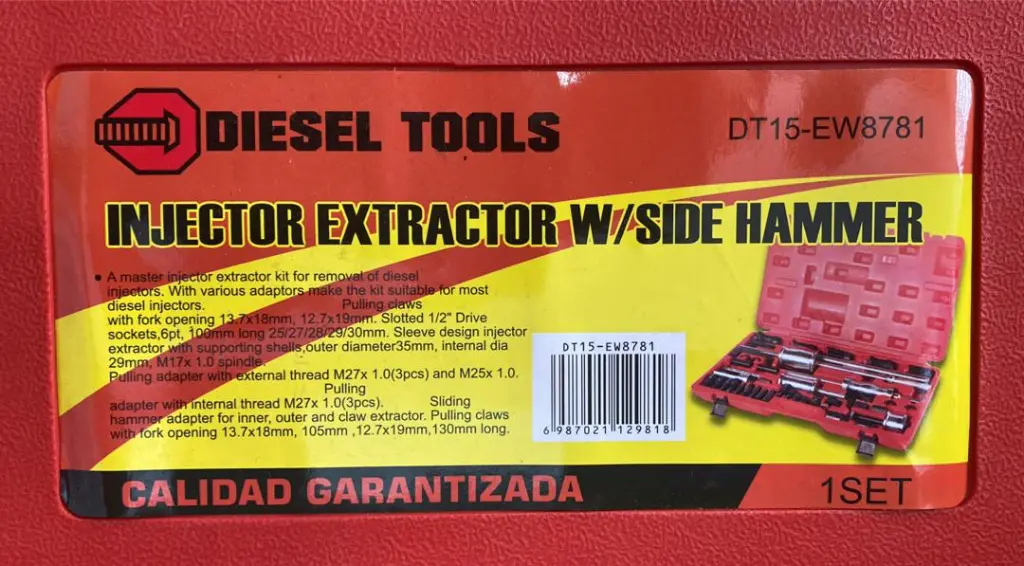 DIESEL TOOLS
DT15-EW8781
INJECTOR EXTRACTOR W/SIDE HAMMER
• A master injector extractor kit for removal of diesel
injectors. With various adaptors make the kit suitable for most
diesel injectors. Pulling claws
with fork opening 13.7x18mm, 12.7x19mm. Slotted 1/2" Drive
sockets,6pt, 100mm long 25/27/28/29/30mm. Sleeve design injector
extractor with supporting shells,outer diameter35mm, internal dia
29mm, M17x 1.0 spindle.
Pulling adapter with external thread M27x 1.0(3pcs) and M25x 1.0.
Pulling
adapter with internal thread M27x 1.0(3pcs). Sliding
hammer adapter for inner, outer and claw extractor. Pulling claws
with fork opening 13.7x18mm, 105mm ,12.7x19mm,130mm long.
DT15-EW8781
6 987021 129818
CALIDAD GARANTIZADA
1SET